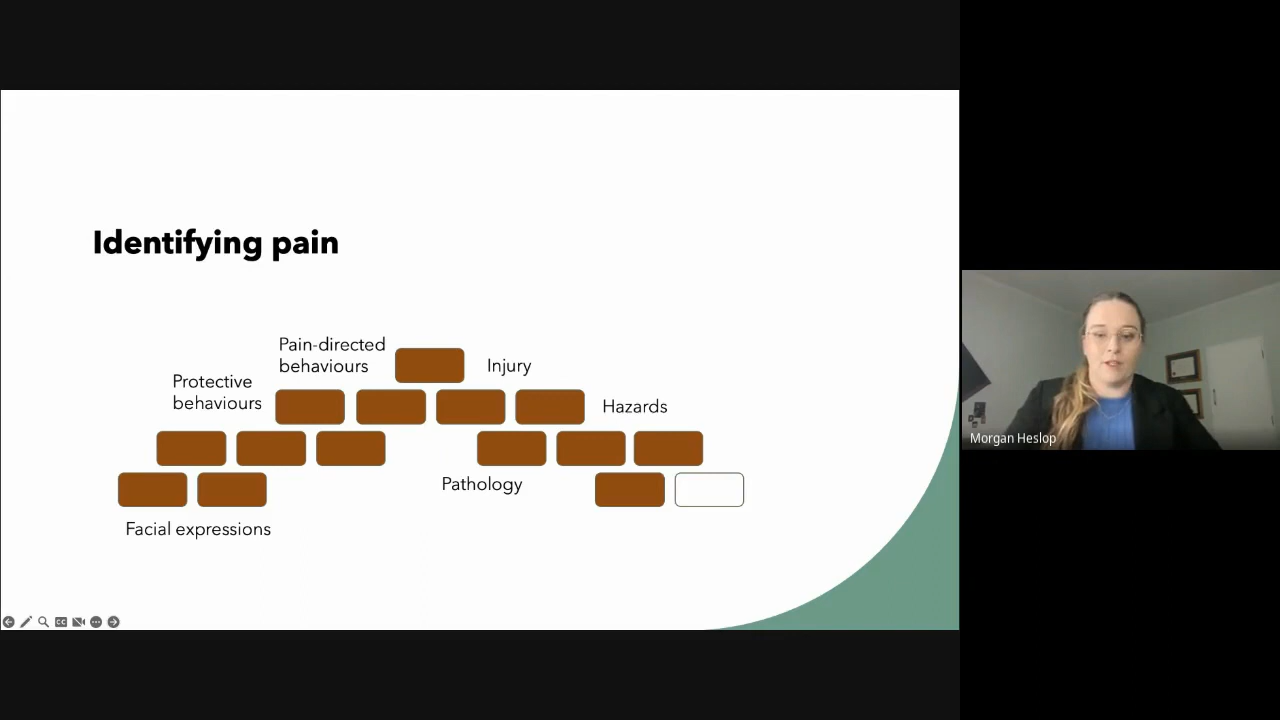 Identifying pain
Pain-directed
behaviours
Injury
Protective
behaviours
Hazards
Pathology
Facial expressions
Morgan Heslop